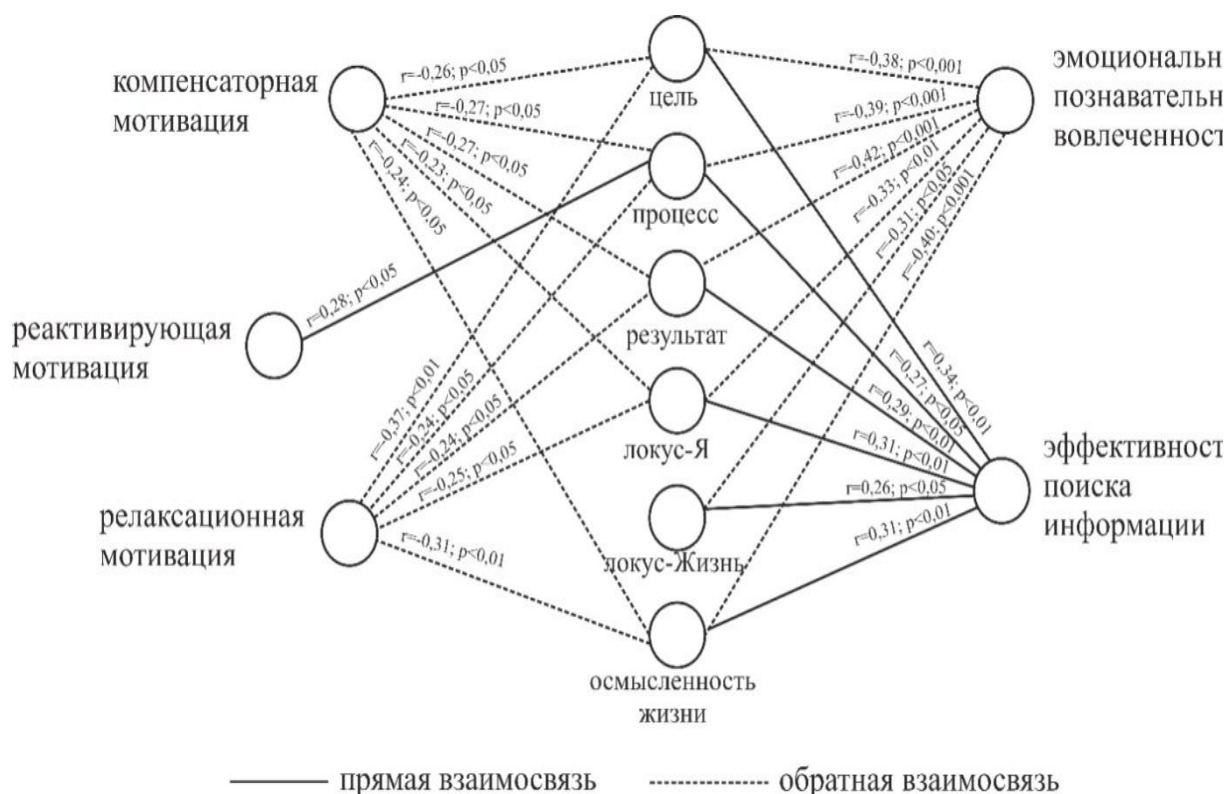 компенсаторная
мотивация
реактивирующая
мотивация
релаксационная
мотивация
цель
процесс
результат
локус-Я
локус-Жизнь
осмысленность
жизни
эмоциональн
познавательн
вовлеченност
эффективност
поиска
информации
r=-0,26; p<0,05
r=-0,27; p<0,05
r=-0,27; p<0,05
r=-0,23; p<0,05
r=-0,24; p<0,05
r=0,28; p<0,05
r=-0,37; p<0,01
r=-0,24; p<0,05
r=-0,24; p<0,05
r=-0,25; p<0,05
r=-0,31; p<0,01
r=-0,38; p<0,001
r=-0,39; p<0,001
r=-0,42; p<0,001
r=-0,33; p<0,01
r=-0,31; p<0,05
r=-0,40; p<0,001
r=0,34; p<0,01
r=0,27; p<0,05
r=0,29; p<0,01
r=0,31; p<0,01
r=0,26; p<0,05
r=0,31; p<0,01
прямая взаимосвязь
обратная взаимосвязь